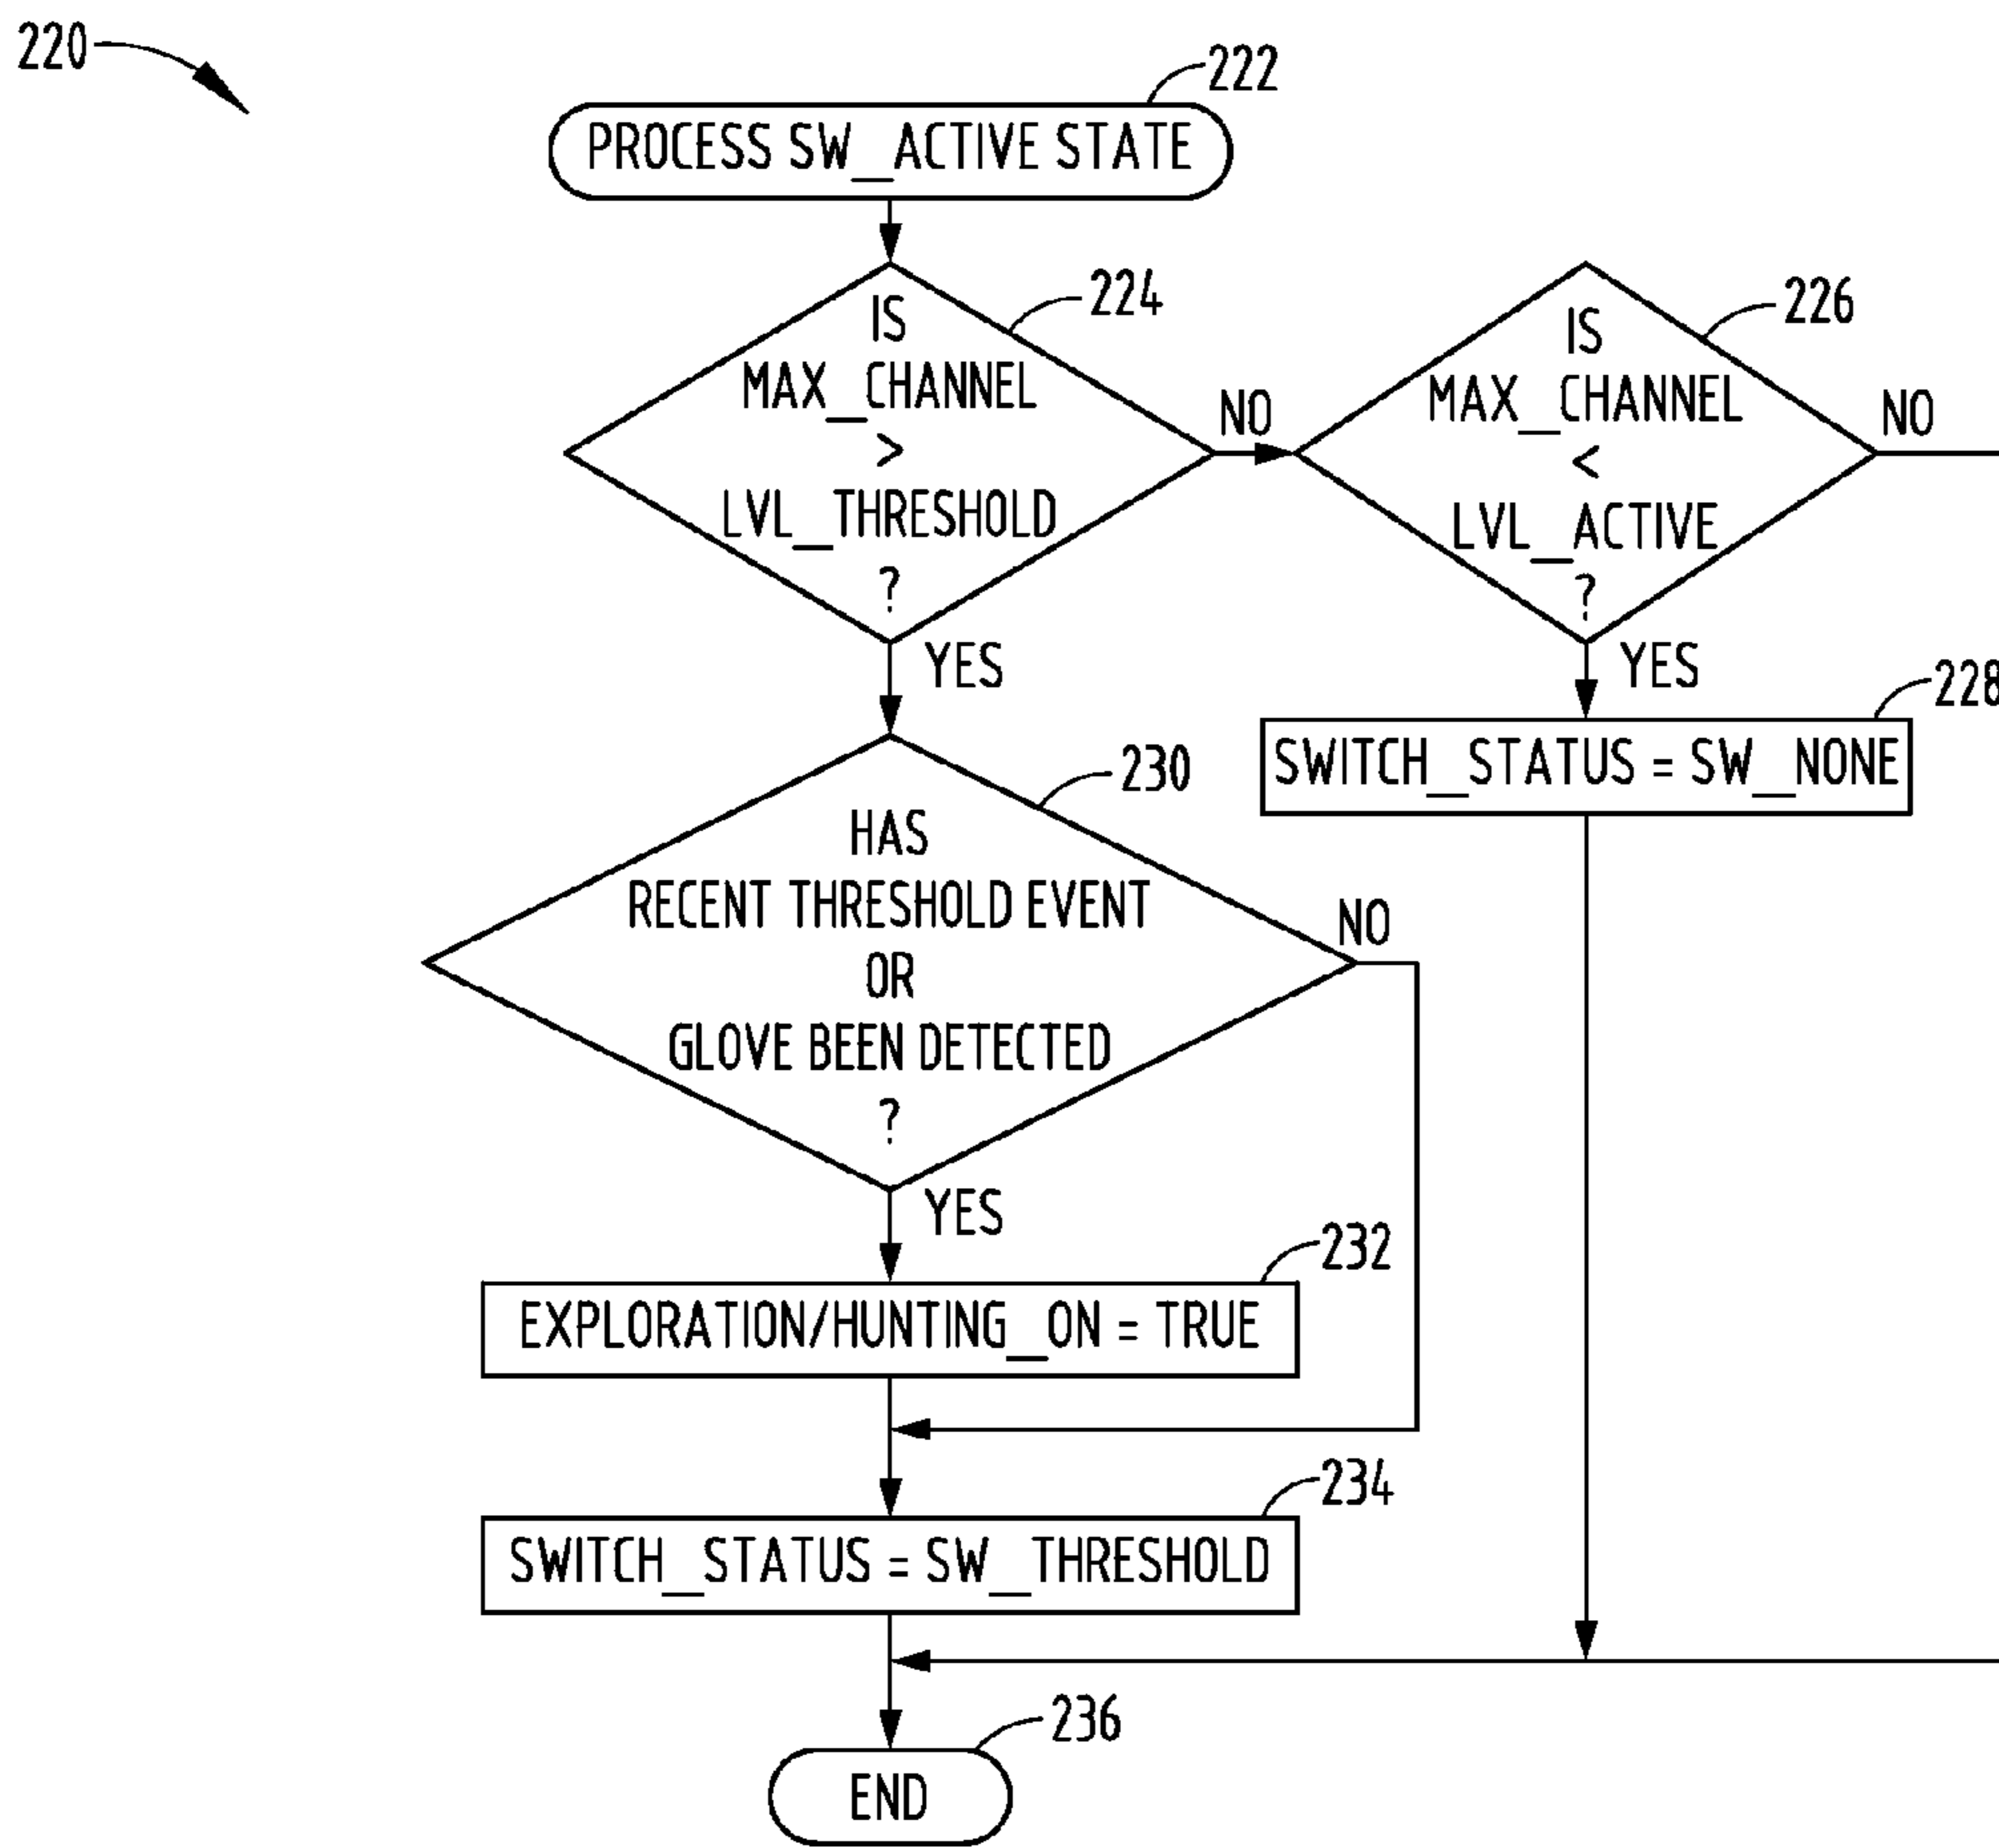 220
222
PROCESS SW_ACTIVE STATE
224
IS
MAX_CHANNEL
>
LVL_THRESHOLD
?
NO
YES
226
IS
MAX_CHANNEL
<
LVL_ACTIVE
?
NO
YES
228
SWITCH_STATUS = SW_NONE
230
HAS
RECENT THRESHOLD EVENT
OR
GLOVE BEEN DETECTED
?
NO
YES
232
EXPLORATION/HUNTING_ON = TRUE
234
SWITCH_STATUS = SW_THRESHOLD
236
END